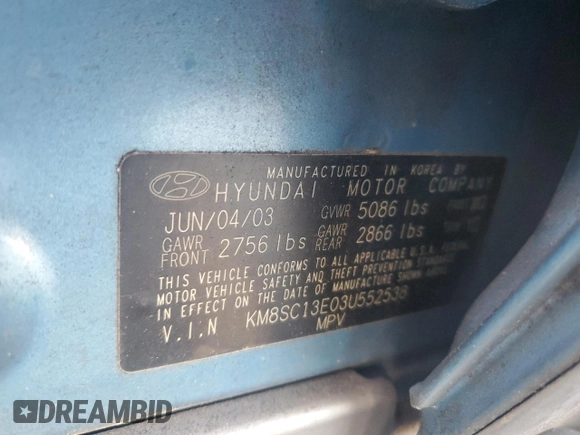 MANUFACTURED IN KOREA BY
HYUNDAI MOTOR COMPANY
JUN/04/03 GVWR 5086 lbs PAINT
GAWR FRONT 2756 lbs GAWR REAR 2866 lbs
THIS VEHICLE CONFORMS TO ALL APPLICABLE U.S.A. FEDERAL
MOTOR VEHICLE SAFETY AND THEFT PREVENTION STANDARDS
IN EFFECT ON THE DATE OF MANUFACTURE SHOWN ABOVE.
V.I.N KM8SC13E03U552538
MPV
DREAMBID